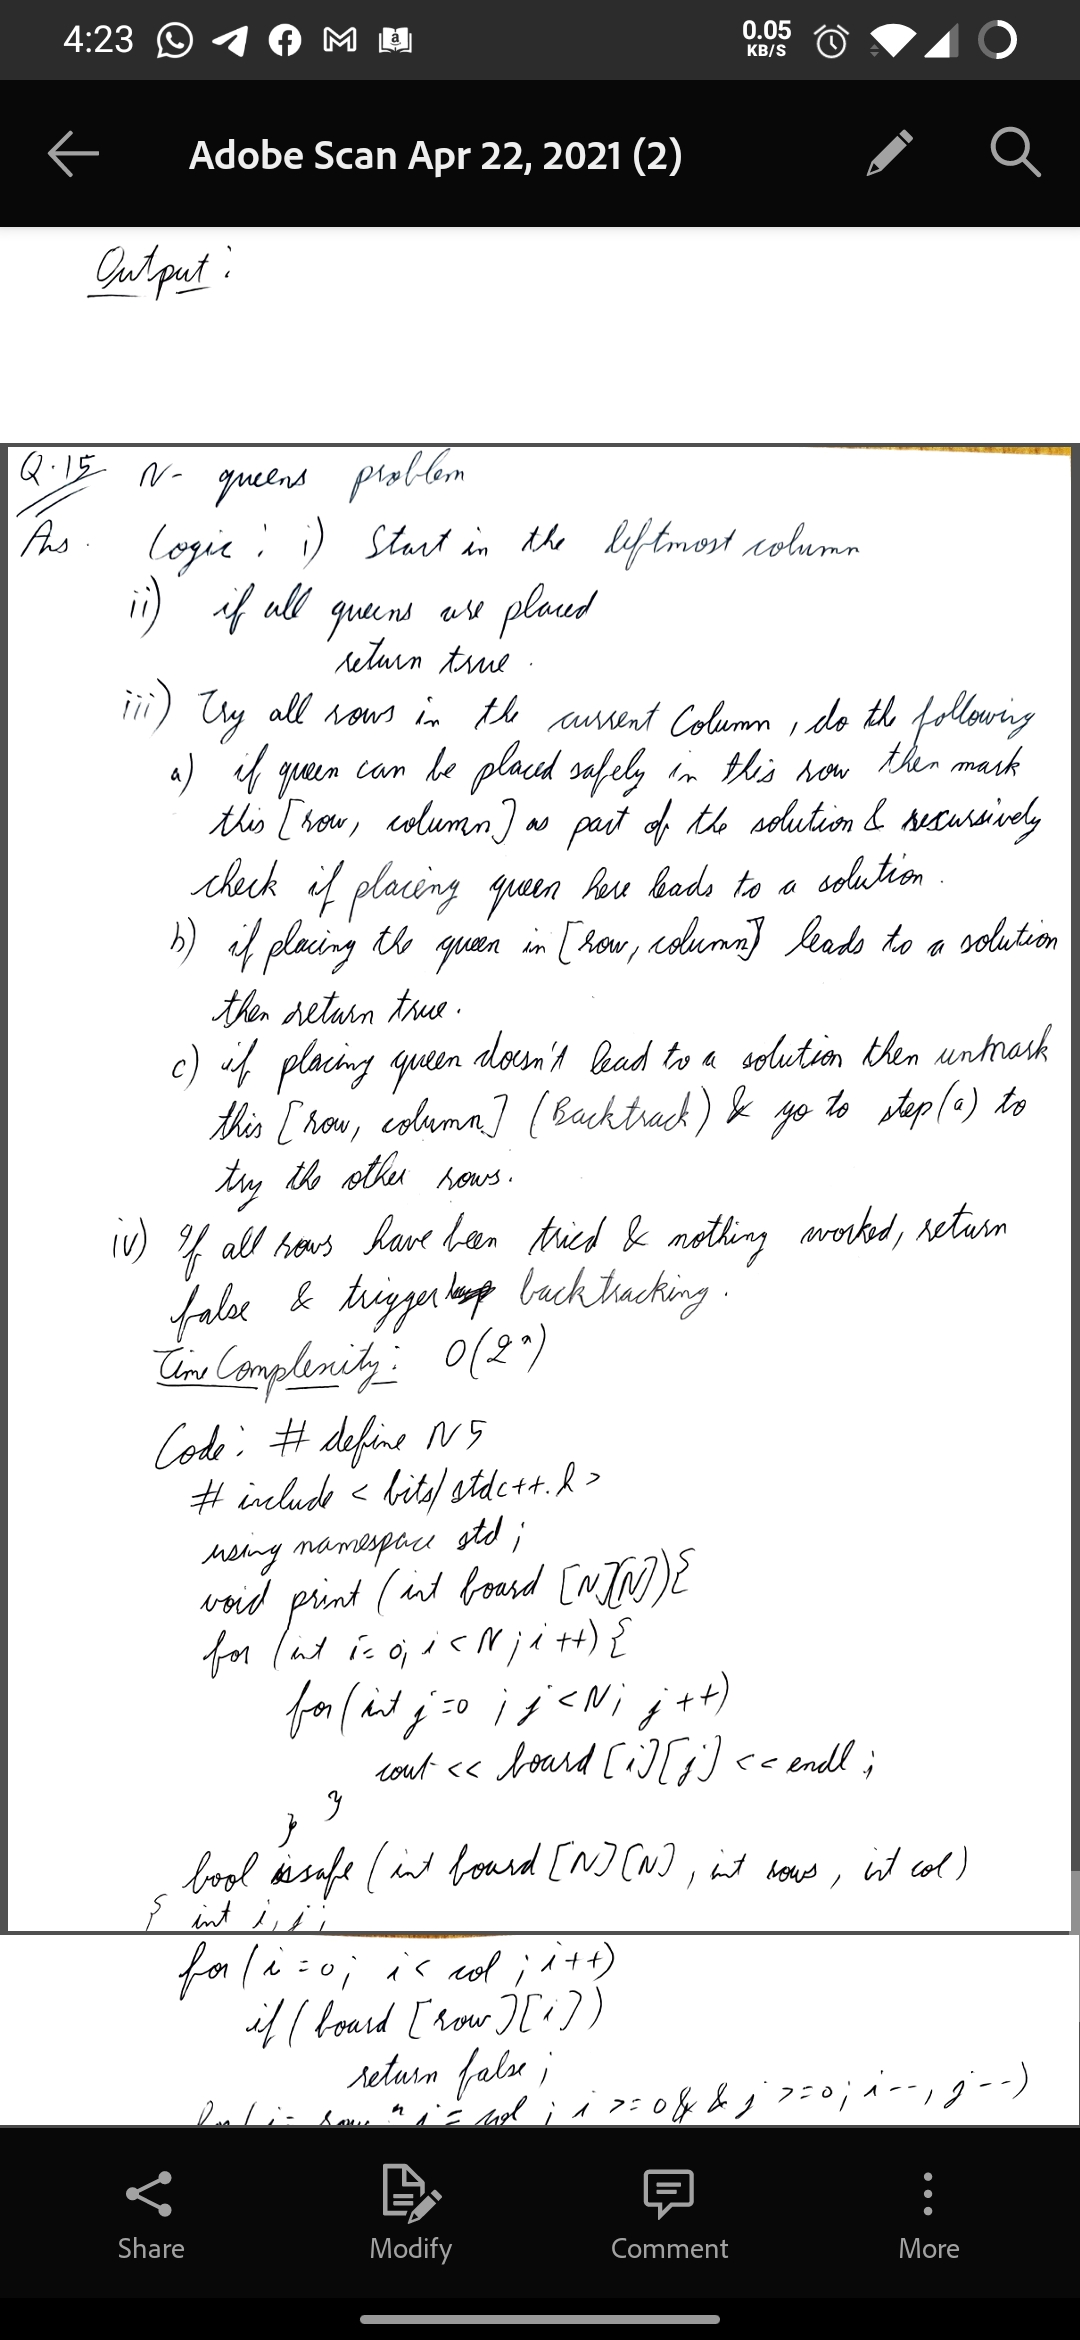 4:23
0.05
KB/S
Adobe Scan Apr 22, 2021 (2)
Output:
Q.15 N- queens problem
Ans. Logic: i) Start in the leftmost column
ii) if all queens are placed
return true.
iii) Try all rows in the current Column, do the following
a) if queen can be placed safely in this row then mark
this [row, column] as part of the solution & recursively
check if placing queen here leads to a solution.
b) if placing the queen in [row, column] leads to a solution
then return true.
c) if placing queen doesn't lead to a solution then unmark
this [row, column] (Backtrack) & go to step (a) to
try the other rows.
iv) If all rows have been tried & nothing worked, return
false & trigger backtracking.
Time Complexity: O(2ⁿ)
Code: # define N 5
# include < bits/stdc++.h >
using namespace std;
void print (int board [N][N]){
for (int i=0; i<N; i++) {
for (int j=0 ; j<N; j++)
cout << board [i][j] << endl;
}
}
bool issafe (int board [N][N], int rows, int col)
{ int i, j;
for (i=0; i< col; i++)
if (board [row][i])
return false;
for (i= row, j= col; i >=0 && j >=0; i--, j--)
Share
Modify
Comment
More